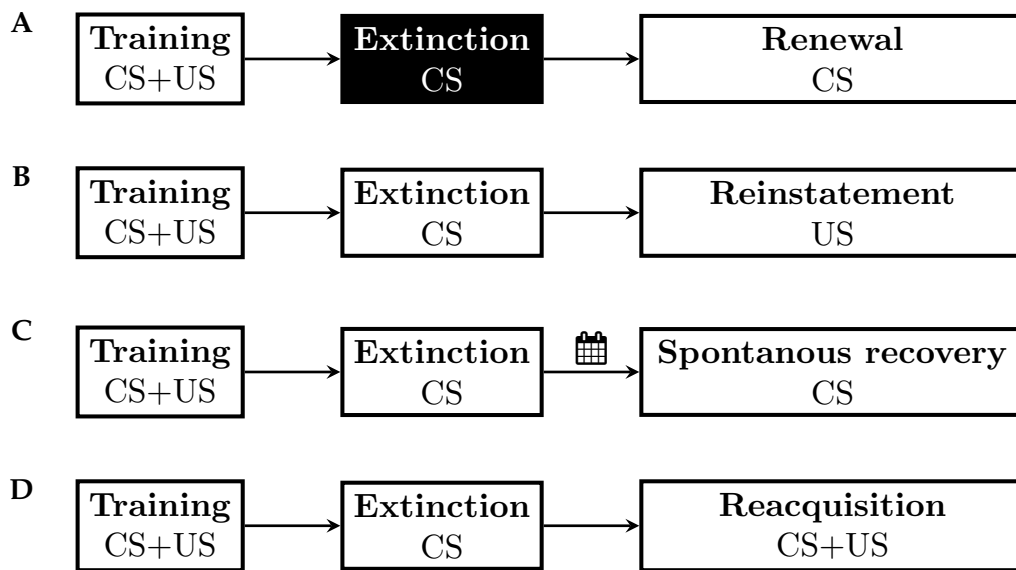 A
Training
CS+US
Extinction
CS
Renewal
CS
B
Training
CS+US
Extinction
CS
Reinstatement
US
C
Training
CS+US
Extinction
CS
Spontanous recovery
CS
D
Training
CS+US
Extinction
CS
Reacquisition
CS+US